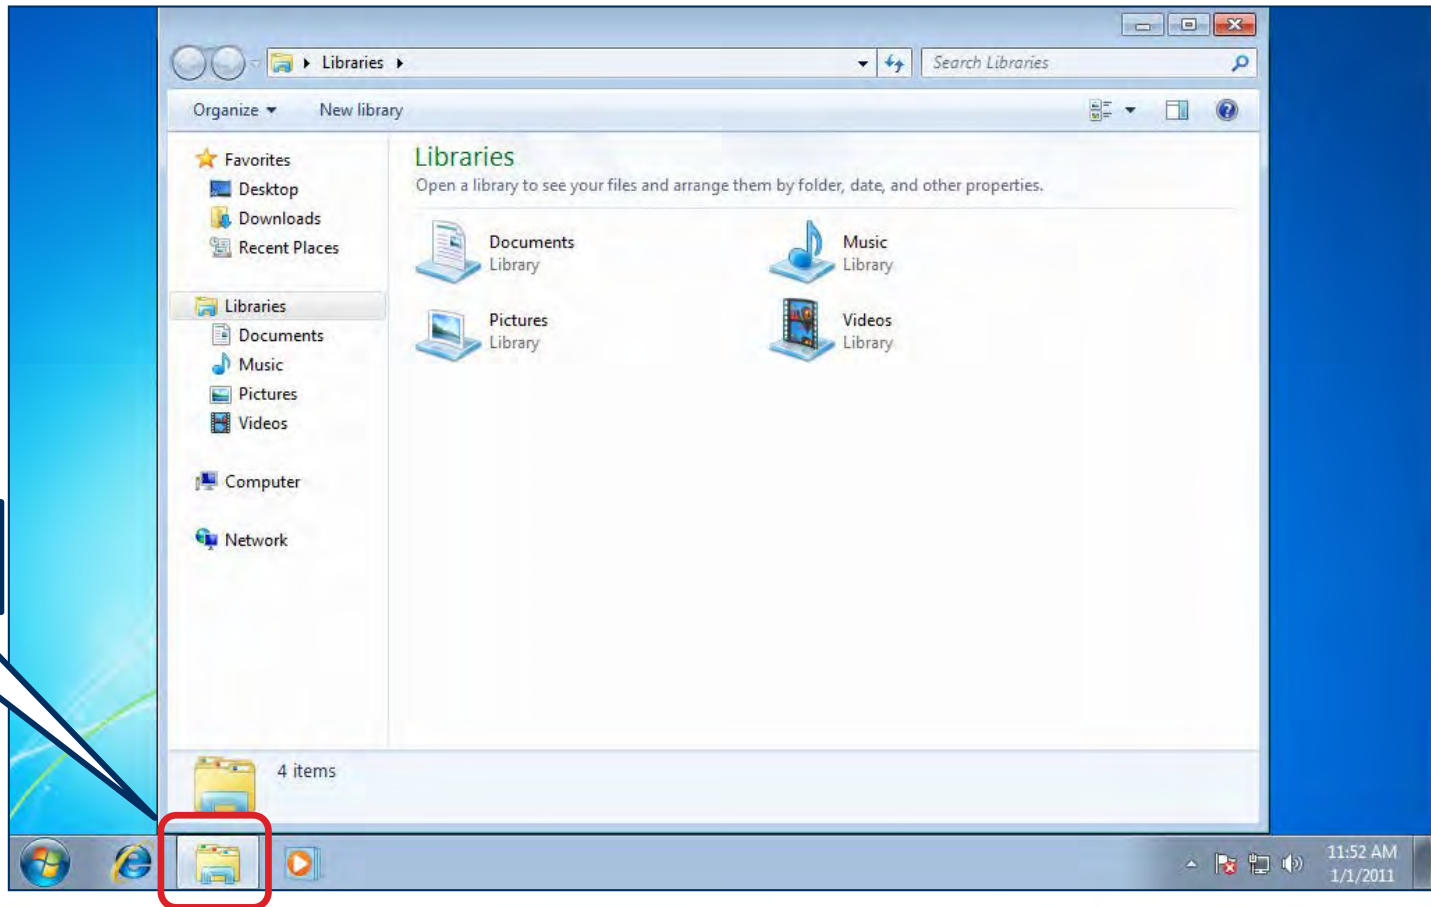 Libraries
Search Libraries
Organize
New library
Favorites
Desktop
Downloads
Recent Places
Libraries
Documents
Music
Pictures
Videos
Computer
Network
Libraries
Open a library to see your files and arrange them by folder, date, and other properties.
Documents
Library
Music
Library
Pictures
Library
Videos
Library
4 items
11:52 AM
1/1/2011